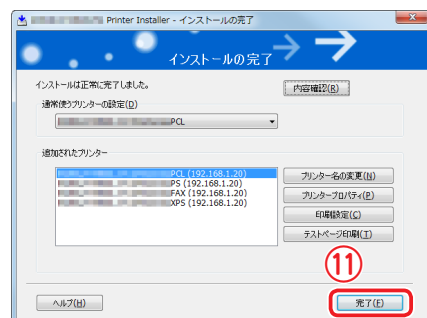 Printer Installer - インストールの完了
インストールの完了
インストールは正常に完了しました。
内容確認(R)
通常使うプリンターの設定(D)
PCL
追加されたプリンター
PCL (192.168.1.20)
PS (192.168.1.20)
FAX (192.168.1.20)
XPS (192.168.1.20)
プリンター名の変更(N)
プリンタープロパティ(P)
印刷設定(C)
テストページ印刷(T)
11
ヘルプ(H)
完了(F)